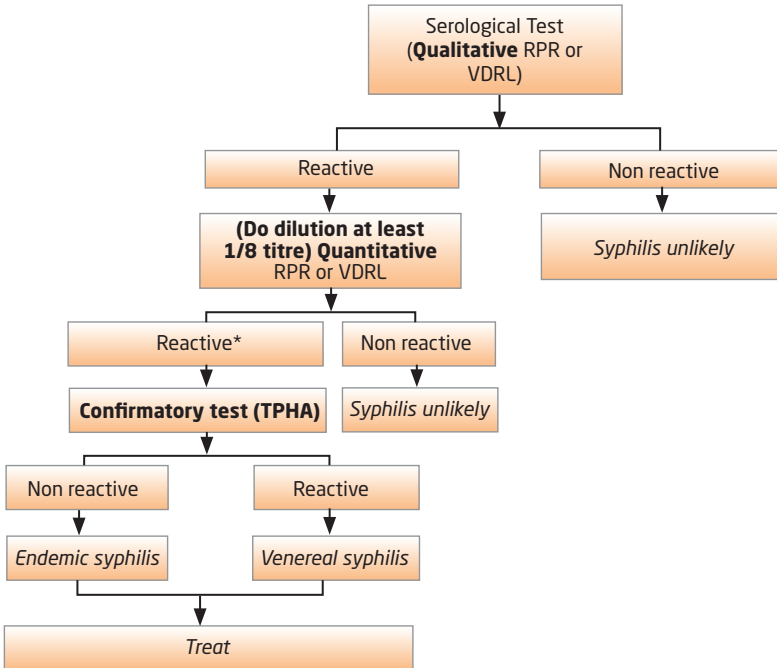 Serological Test
(Qualitative RPR or
VDRL)
Reactive
Non reactive
(Do dilution at least
1/8 titre) Quantitative
RPR or VDRL
Syphilis unlikely
Reactive*
Non reactive
Confirmatory test (TPHA)
Syphilis unlikely
Non reactive
Reactive
Endemic syphilis
Venereal syphilis
Treat